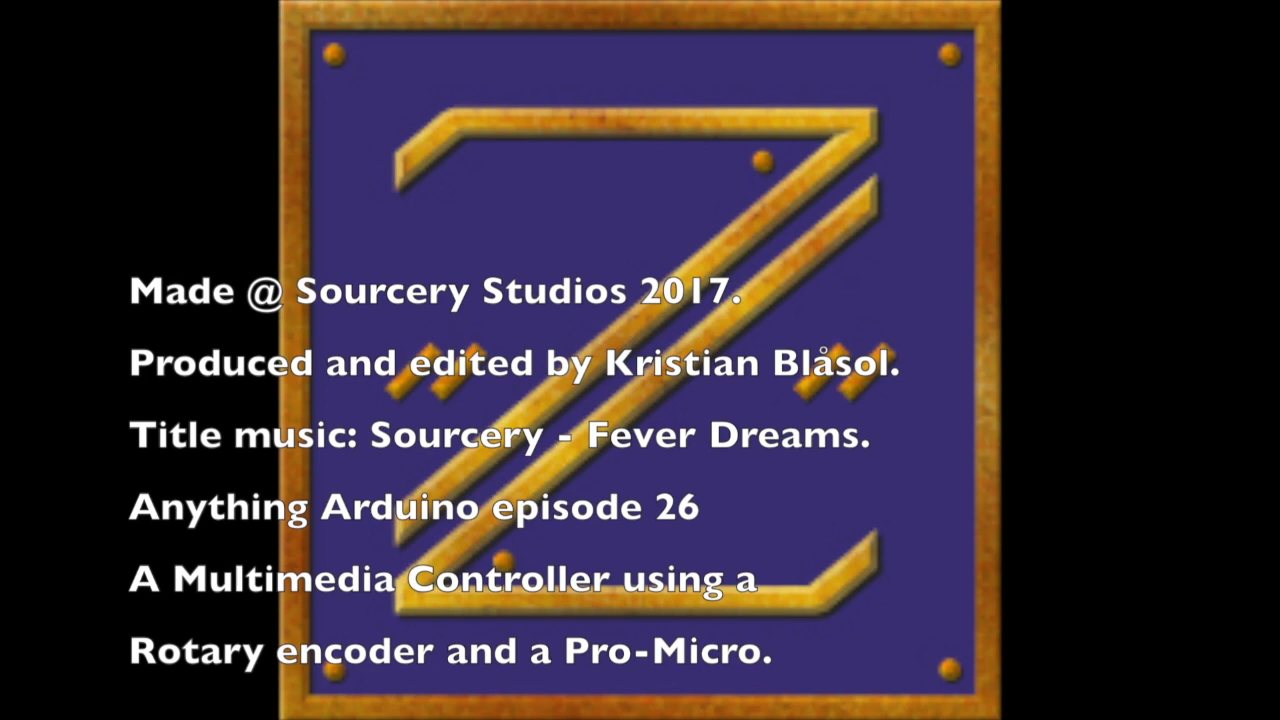 Made @ Sourcery Studios 2017.
Produced and edited by Kristian Blåsol.
Title music: Sourcery - Fever Dreams.
Anything Arduino episode 26
A Multimedia Controller using a
Rotary encoder and a Pro-Micro.